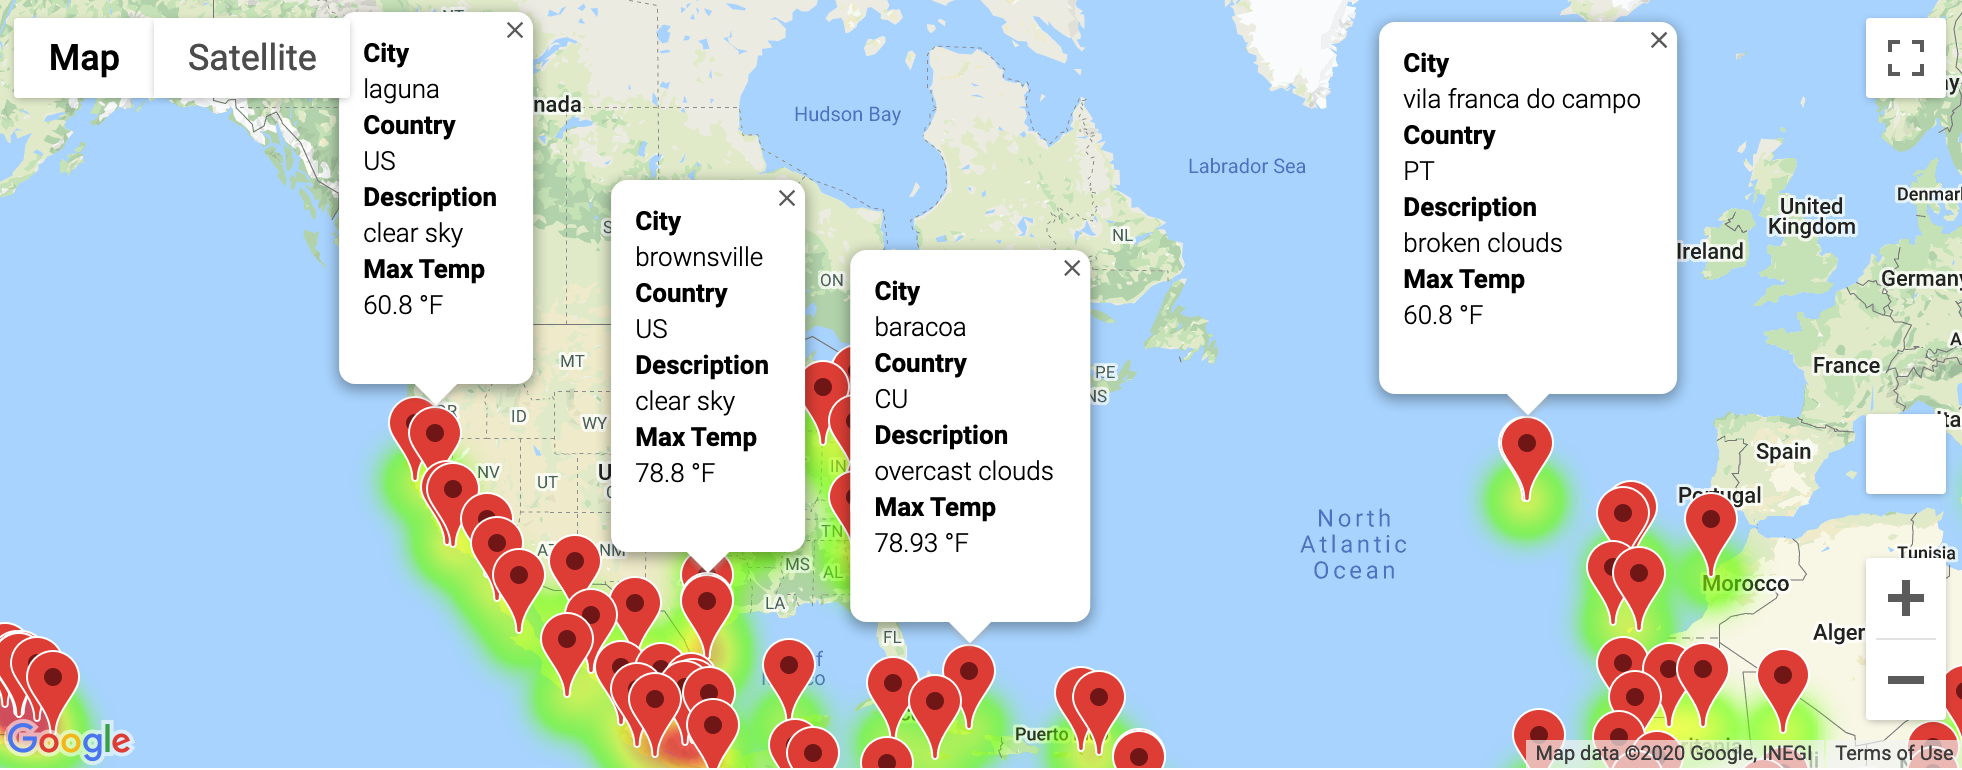 Map
Satellite
City
laguna
Country
US
Description
clear sky
Max Temp
60.8 °F
City
brownsville
Country
US
Description
clear sky
Max Temp
78.8 °F
City
baracoa
Country
CU
Description
overcast clouds
Max Temp
78.93 °F
City
vila franca do campo
Country
PT
Description
broken clouds
Max Temp
60.8 °F
nada
Hudson Bay
Labrador Sea
NL
ON
PE
NS
MT
ID
WY
NV
UT
NM
IN
TN
MS
AL
LA
FL
North
Atlantic
Ocean
United
Kingdom
Ireland
Denmar
Germany
France
Spain
Portugal
Morocco
Tunisia
Alger
Puerto
Google
Map data ©2020 Google, INEGI
Terms of Use